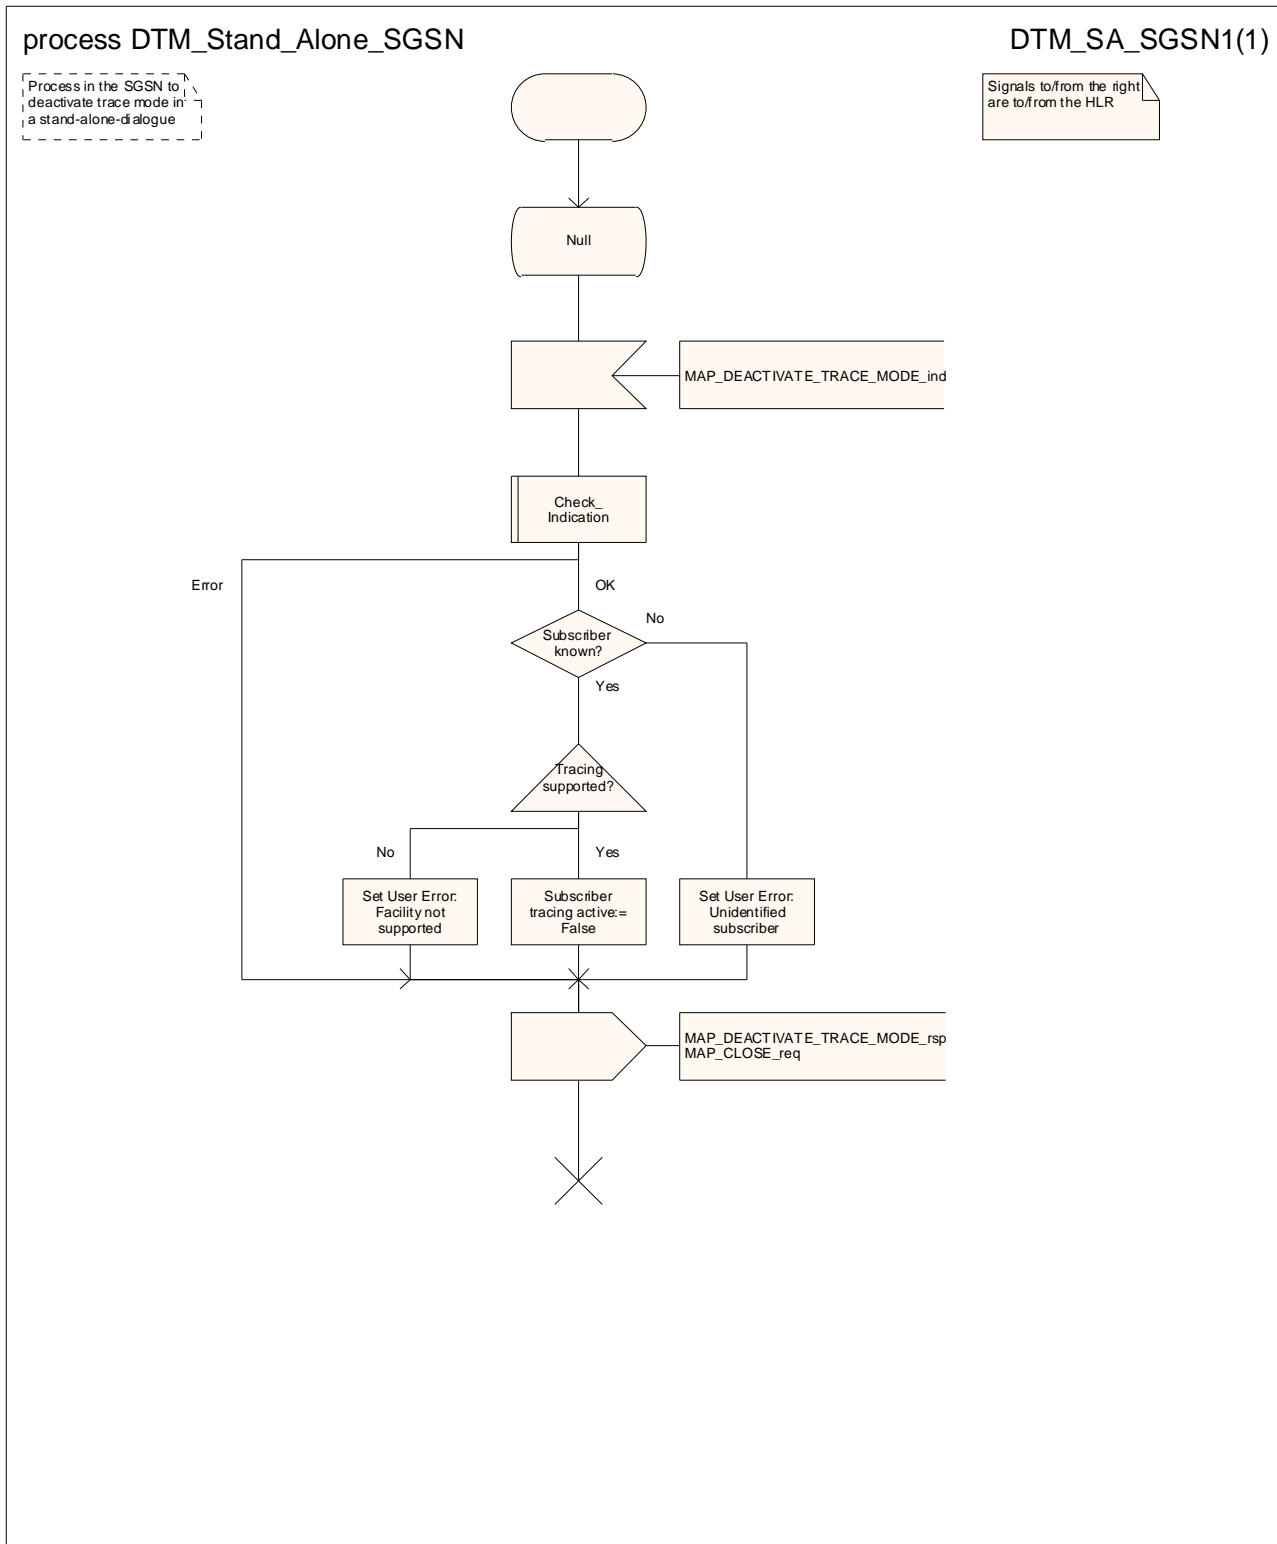 process DTM_Stand_Alone_SGSN
DTM_SA_SGSN1(1)
Process in the SGSN to
deactivate trace mode in
a stand-alone-dialogue
Signals to/from the right
are to/from the HLR
Null
MAP_DEACTIVATE_TRACE_MODE_ind
Check_
Indication
Error
OK
No
Subscriber
known?
Yes
Tracing
supported?
No
Yes
Set User Error:
Facility not
supported
Subscriber
tracing active:=
False
Set User Error:
Unidentified
subscriber
MAP_DEACTIVATE_TRACE_MODE_rsp
MAP_CLOSE_req